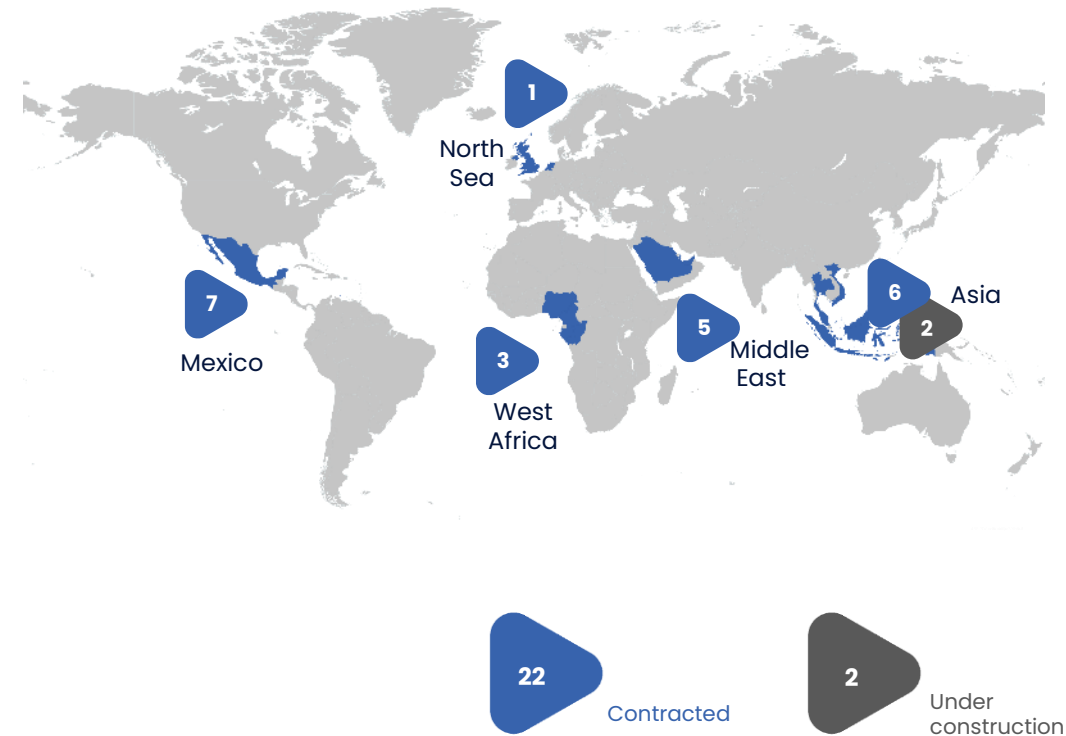 1
North
Sea
7
Mexico
3
West
Africa
5
Middle
East
6
Asia
2
22
Contracted
2
Under
construction